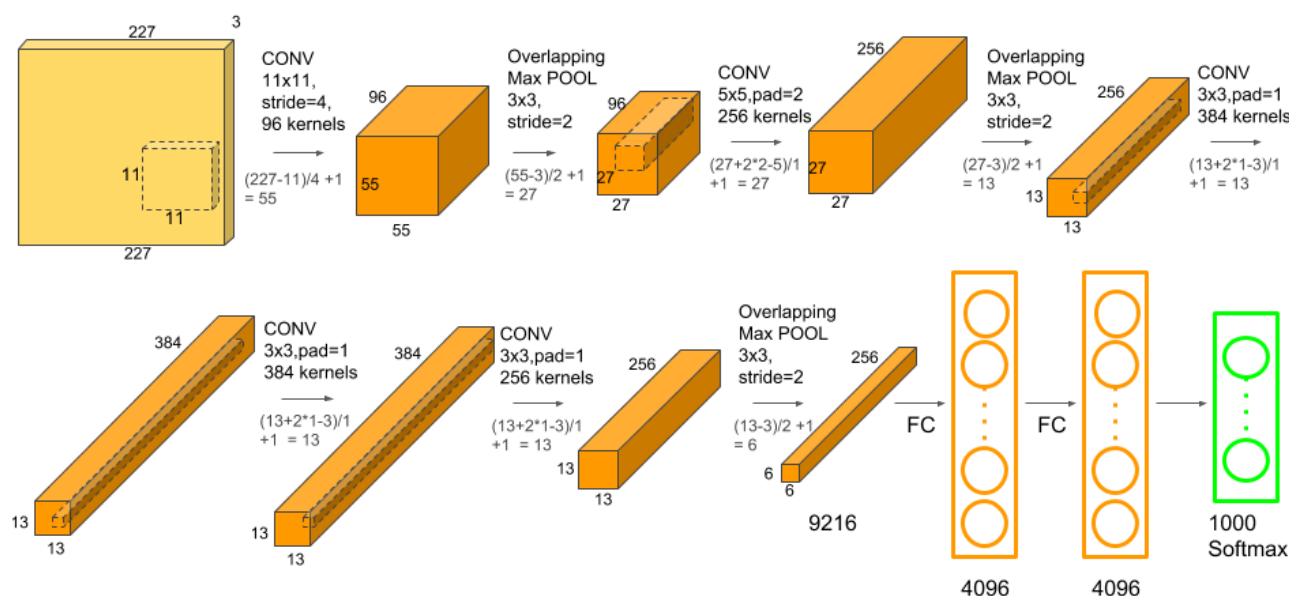 227
3
11
11
227
CONV
11x11,
stride=4,
96 kernels
(227-11)/4 +1
= 55
96
55
55
Overlapping
Max POOL
3x3,
stride=2
(55-3)/2 +1
= 27
96
27
27
CONV
5x5,pad=2
256 kernels
(27+2*2-5)/1
+1 = 27
256
27
27
Overlapping
Max POOL
3x3,
stride=2
(27-3)/2 +1
= 13
256
13
13
CONV
3x3,pad=1
384 kernels
(13+2*1-3)/1
+1 = 13
384
13
13
CONV
3x3,pad=1
384 kernels
(13+2*1-3)/1
+1 = 13
384
13
13
CONV
3x3,pad=1
256 kernels
(13+2*1-3)/1
+1 = 13
256
13
13
Overlapping
Max POOL
3x3,
stride=2
(13-3)/2 +1
= 6
256
6
6
9216
FC
4096
FC
4096
1000
Softmax